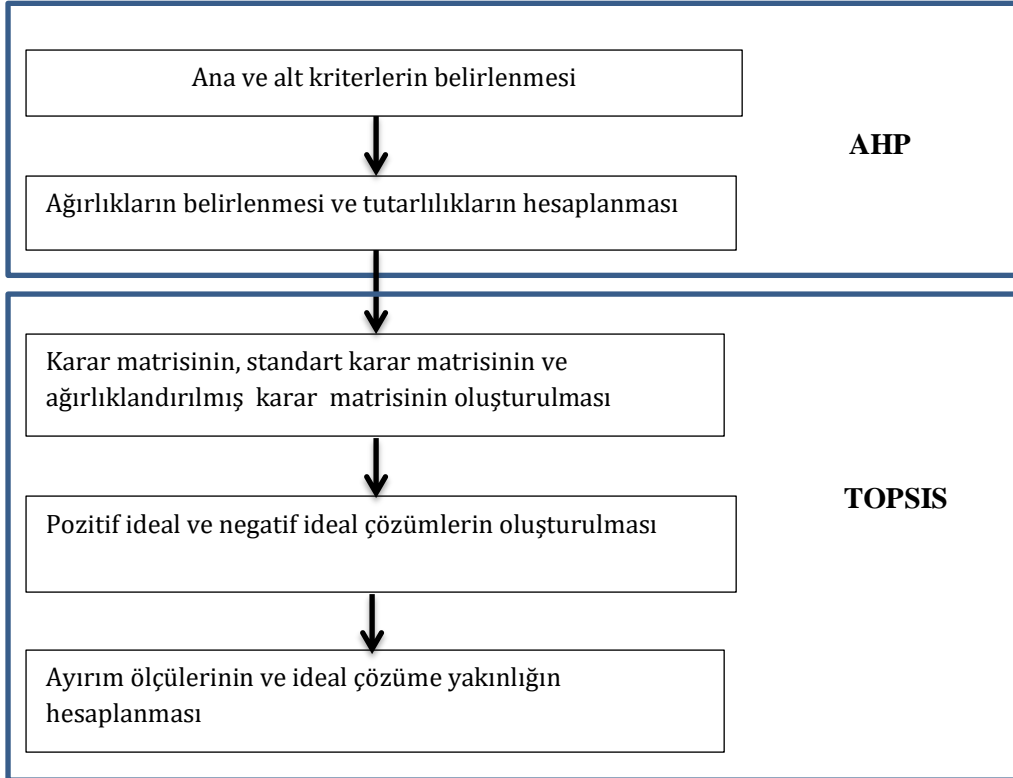 Ana ve alt kriterlerin belirlenmesi
AHP
Ağırlıkların belirlenmesi ve tutarlılıkların hesaplanması
Karar matrisinin, standart karar matrisinin ve
ağırlıklandırılmış karar matrisinin oluşturulması
TOPSIS
Pozitif ideal ve negatif ideal çözümlerin oluşturulması
Ayırım ölçülerinin ve ideal çözüme yakınlığın
hesaplanması